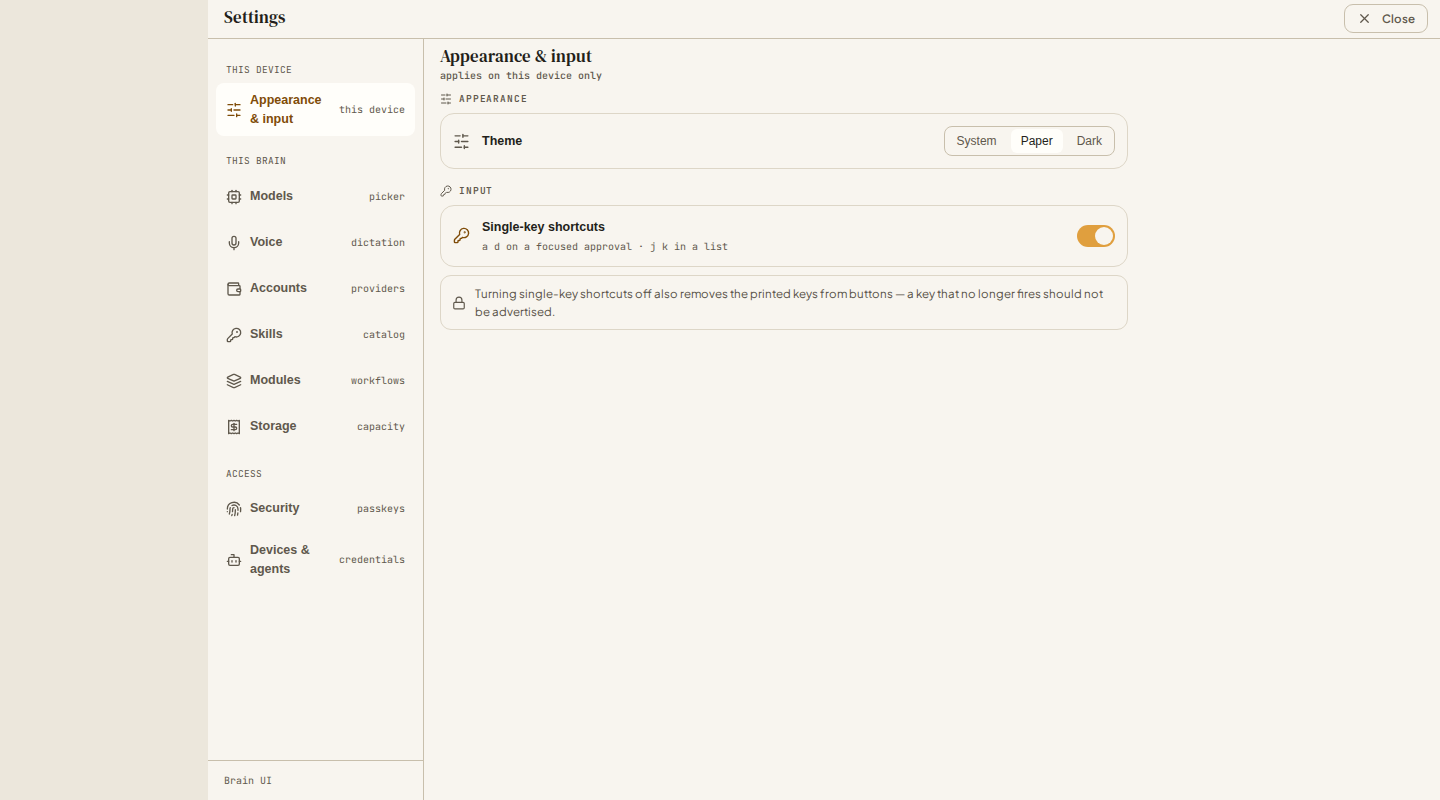 Settings
Close
THIS DEVICE
Appearance & input
this device
THIS BRAIN
Models
picker
Voice
dictation
Accounts
providers
Skills
catalog
Modules
workflows
Storage
capacity
ACCESS
Security
passkeys
Devices & agents
credentials
Brain UI
Appearance & input
applies on this device only
APPEARANCE
Theme
System
Paper
Dark
INPUT
Single-key shortcuts
a d on a focused approval · j k in a list
Turning single-key shortcuts off also removes the printed keys from buttons — a key that no longer fires should not
be advertised.